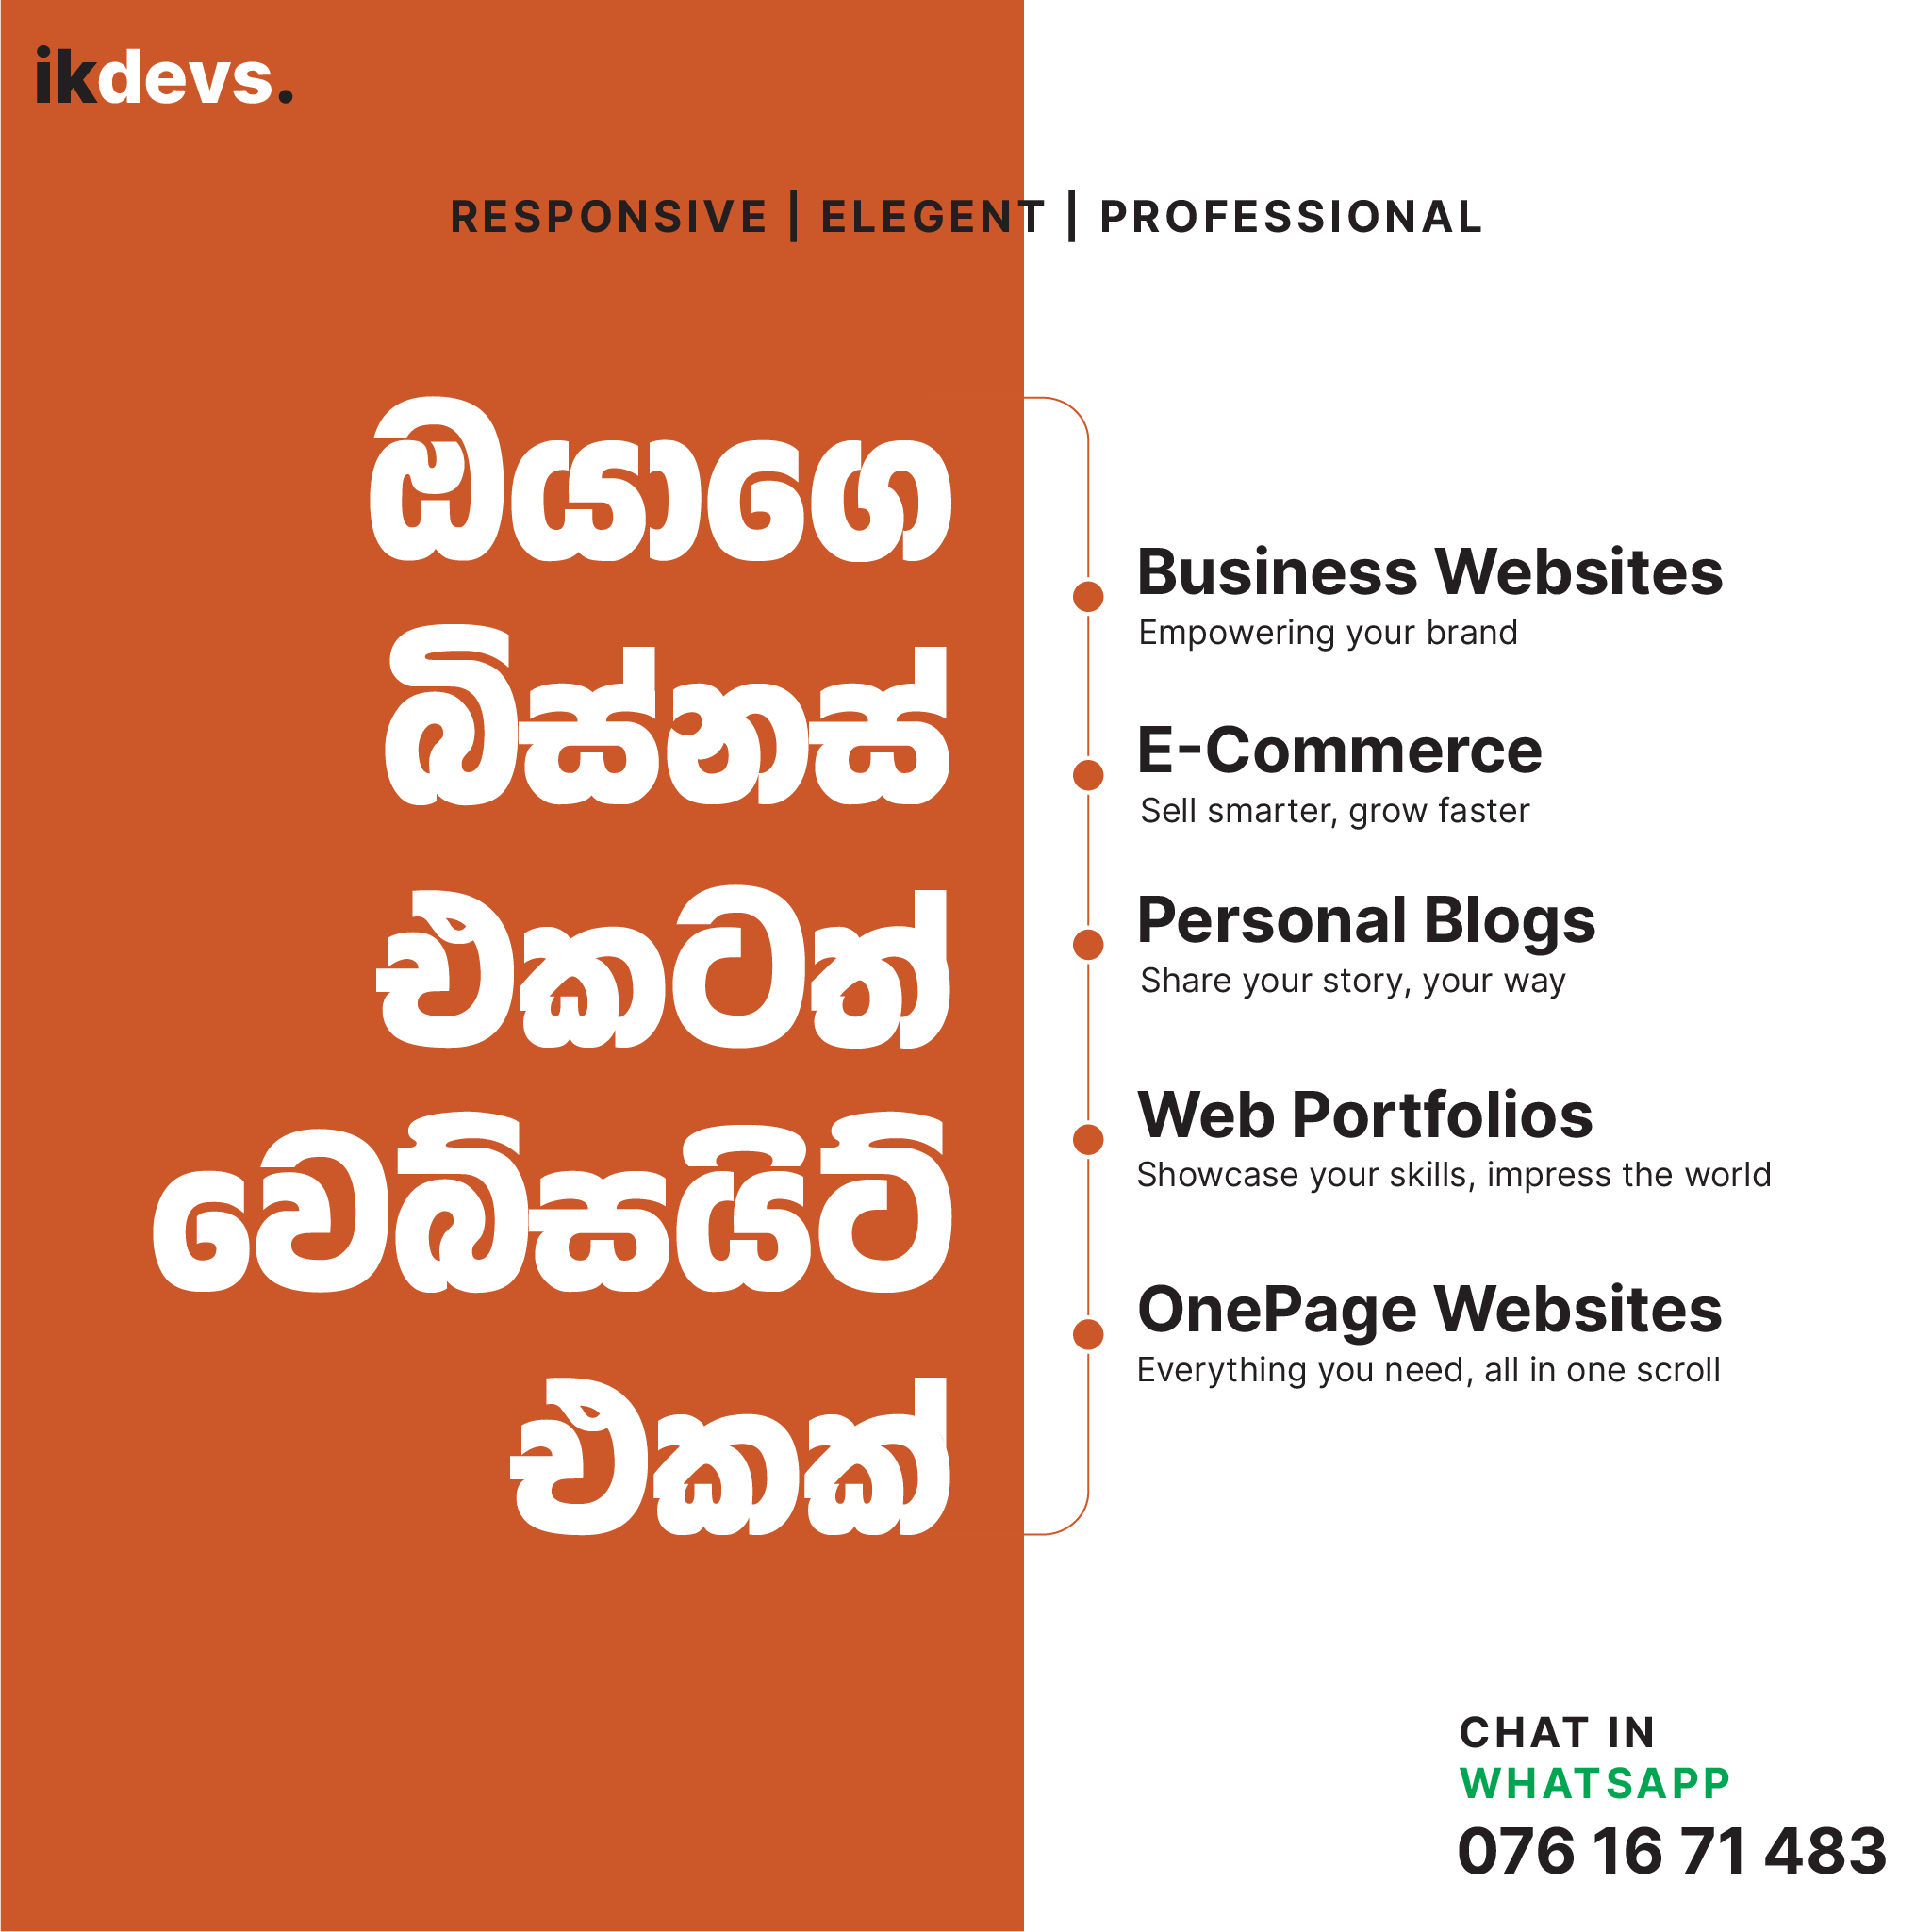 ikdevs.
RESPONSIVE | ELEGENT | PROFESSIONAL
ඔයාගෙ
බිස්නස්
එකටත්
වෙබ්සයිට්
එකක්
Business Websites
Empowering your brand
E-Commerce
Sell smarter, grow faster
Personal Blogs
Share your story, your way
Web Portfolios
Showcase your skills, impress the world
OnePage Websites
Everything you need, all in one scroll
CHAT IN
WHATSAPP
076 16 71 483